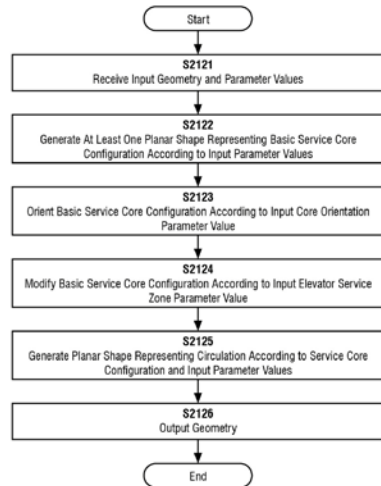 Start
S2121
Receive Input Geometry and Parameter Values
S2122
Generate At Least One Planar Shape Representing Basic Service Core
Configuration According to Input Parameter Values
S2123
Orient Basic Service Core Configuration According to Input Core Orientation
Parameter Value
S2124
Modify Basic Service Core Configuration According to Input Elevator Service
Zone Parameter Value
S2125
Generate Planar Shape Representing Circulation According to Service Core
Configuration and Input Parameter Values
S2126
Output Geometry
End